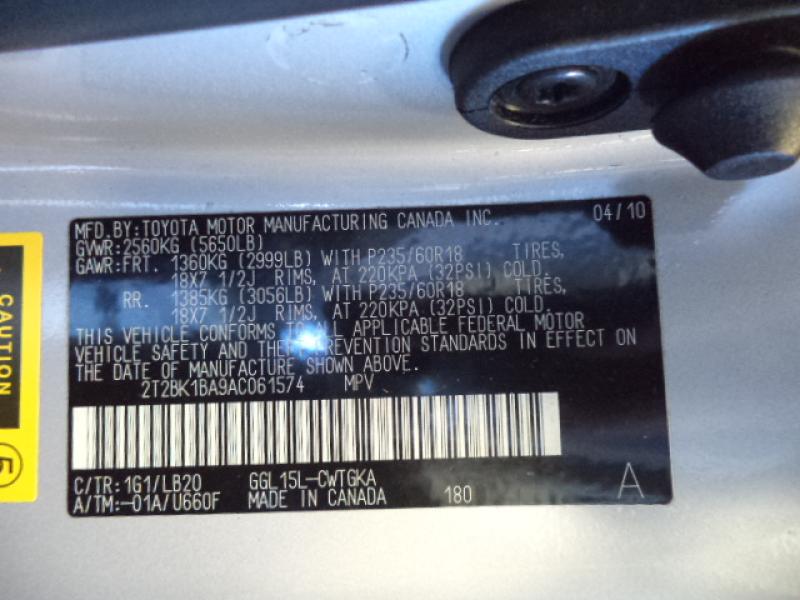 MFD.BY:TOYOTA MOTOR MANUFACTURING CANADA INC. 04/10
GVWR:2560KG (5650LB)
GAWR:FRT. 1360KG (2999LB) WITH P235/60R18 TIRES,
18X7 1/2J RIMS, AT 220KPA (32PSI) COLD.
RR. 1385KG (3056LB) WITH P235/60R18 TIRES,
18X7 1/2J RIMS, AT 220KPA (32PSI) COLD.
THIS VEHICLE CONFORMS TO ALL APPLICABLE FEDERAL MOTOR
VEHICLE SAFETY AND THEFT PREVENTION STANDARDS IN EFFECT ON
THE DATE OF MANUFACTURE SHOWN ABOVE.
2T2BK1BA9AC061574 MPV
C/TR:1G1/LB20 GGL15L-CWTGKA
A/TM:-01A/U660F MADE IN CANADA 180 A
CAUTION
5